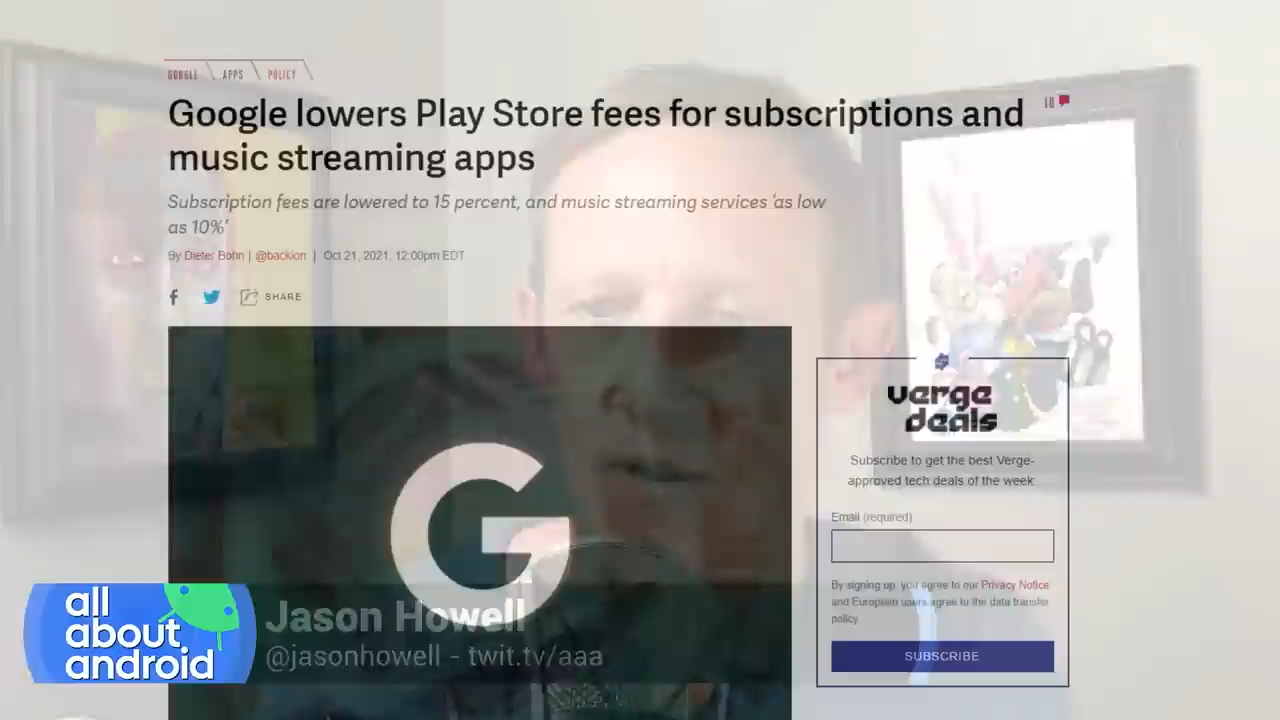 GOOGLE
APPS
POLICY
10
Google lowers Play Store fees for subscriptions and
music streaming apps
Subscription fees are lowered to 15 percent, and music streaming services 'as low
as 10%'
By Dieter Bohn | @backlon | Oct 21, 2021, 12:00pm EDT
SHARE
G
verge
deals
Subscribe to get the best Verge-
approved tech deals of the week
Email (required)
By signing up, you agree to our Privacy Notice
and European users agree to the data transfer
policy
SUBSCRIBE
all
about
android
Jason Howell
@jasonhowell - twit.tv/aaa